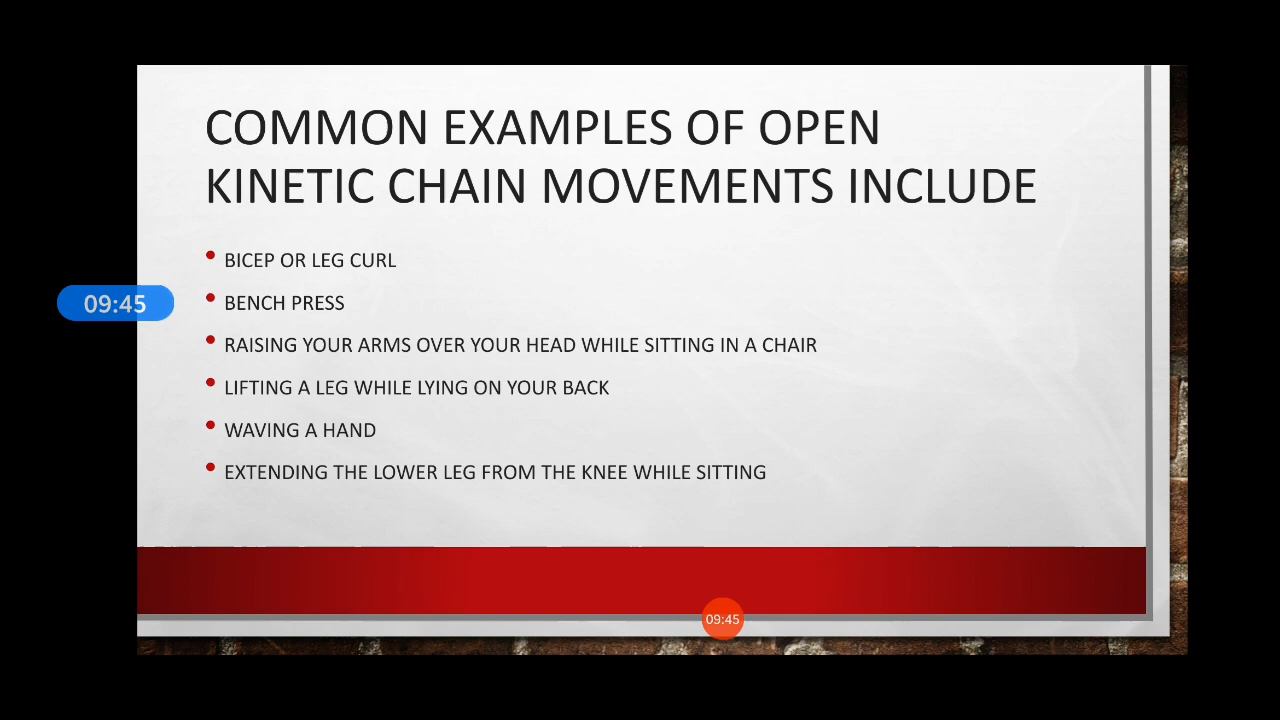 COMMON EXAMPLES OF OPEN
KINETIC CHAIN MOVEMENTS INCLUDE
• BICEP OR LEG CURL
• BENCH PRESS
• RAISING YOUR ARMS OVER YOUR HEAD WHILE SITTING IN A CHAIR
• LIFTING A LEG WHILE LYING ON YOUR BACK
• WAVING A HAND
• EXTENDING THE LOWER LEG FROM THE KNEE WHILE SITTING
09:45
09:45